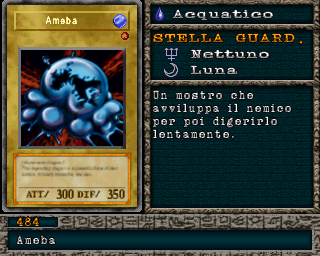 Ameba
ATT/ 300 DIF/ 350
Acquatico
STELLA GUARD.
Nettuno
Luna
Un mostro che
avviluppa il nemico
per poi digerirlo
lentamente.
484
Ameba